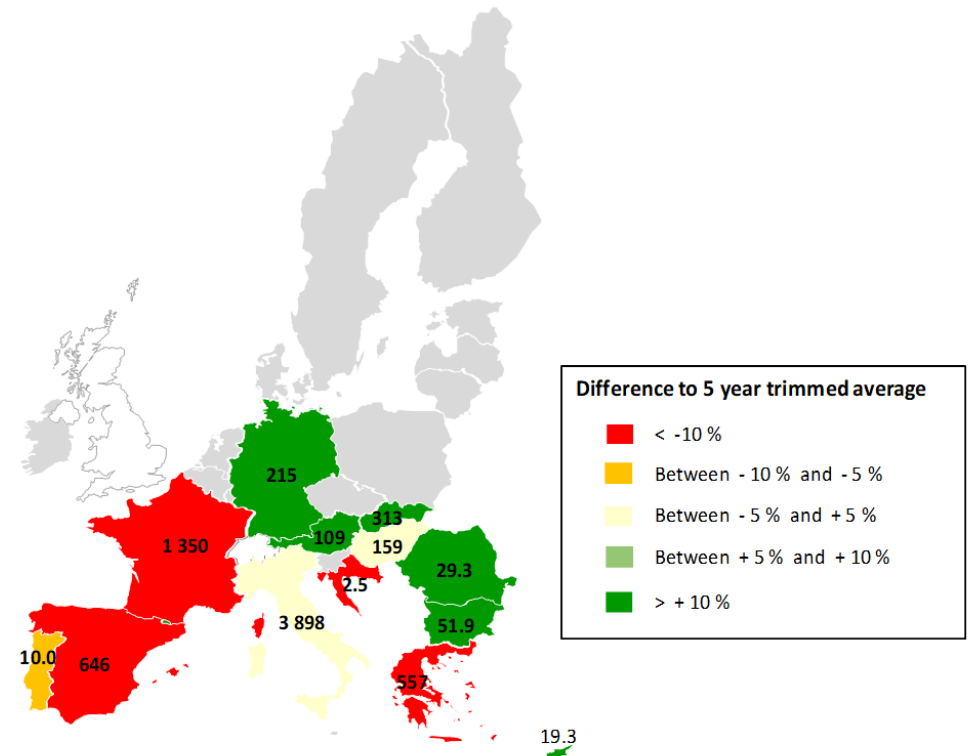 215
313
109
159
1 350
29.3
2.5
3 898
51.9
10.0
646
557
19.3
Difference to 5 year trimmed average
< -10 %
Between - 10 % and - 5 %
Between - 5 % and + 5 %
Between + 5 % and + 10 %
> + 10 %